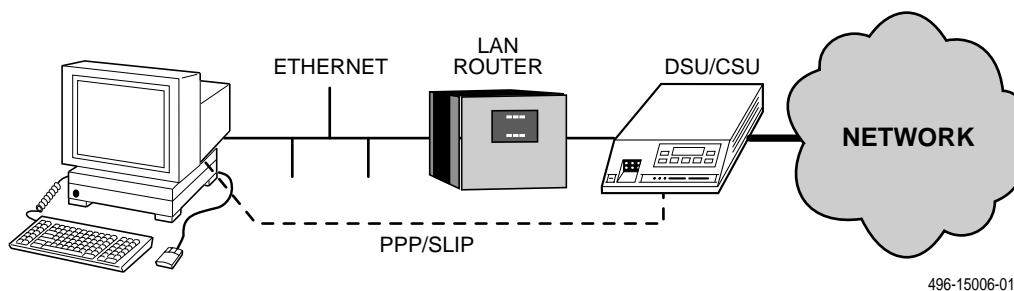 ETHERNET
LAN
ROUTER
DSU/CSU
NETWORK
PPP/SLIP
496-15006-01